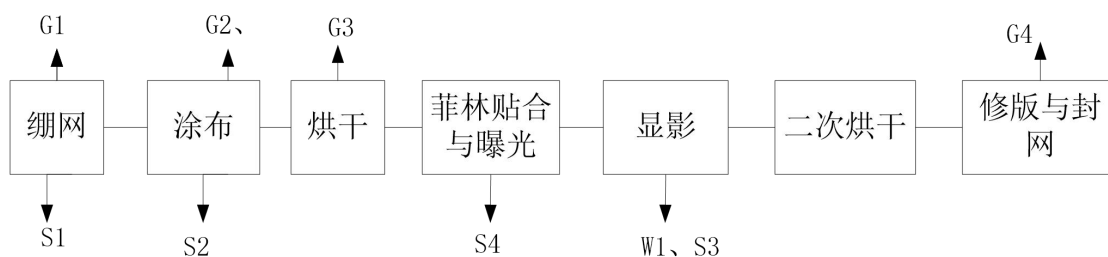 G1
G2、
G3
G4
绷网
涂布
烘干
菲林贴合
与曝光
显影
二次烘干
修版与封
网
S1
S2
S4
W1、S3